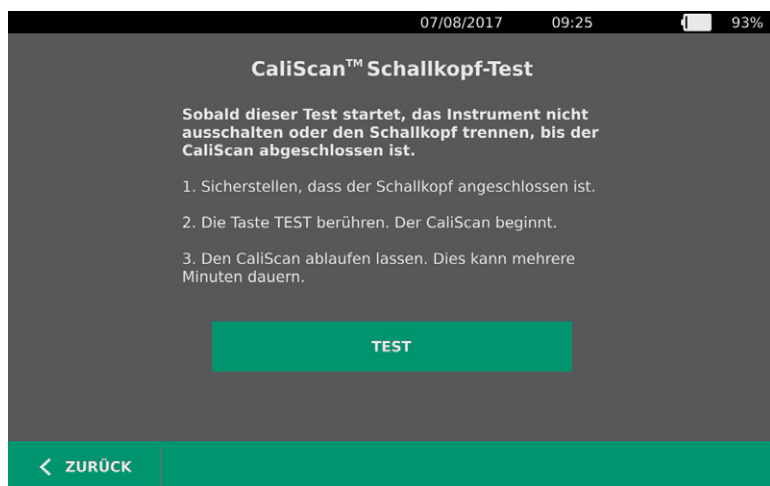 07/08/2017 09:25 93%
CaliScan™ Schallkopf-Test
Sobald dieser Test startet, das Instrument nicht
ausschalten oder den Schallkopf trennen, bis der
CaliScan abgeschlossen ist.
1. Sicherstellen, dass der Schallkopf angeschlossen ist.
2. Die Taste TEST berühren. Der CaliScan beginnt.
3. Den CaliScan ablaufen lassen. Dies kann mehrere
Minuten dauern.
TEST
ZURÜCK